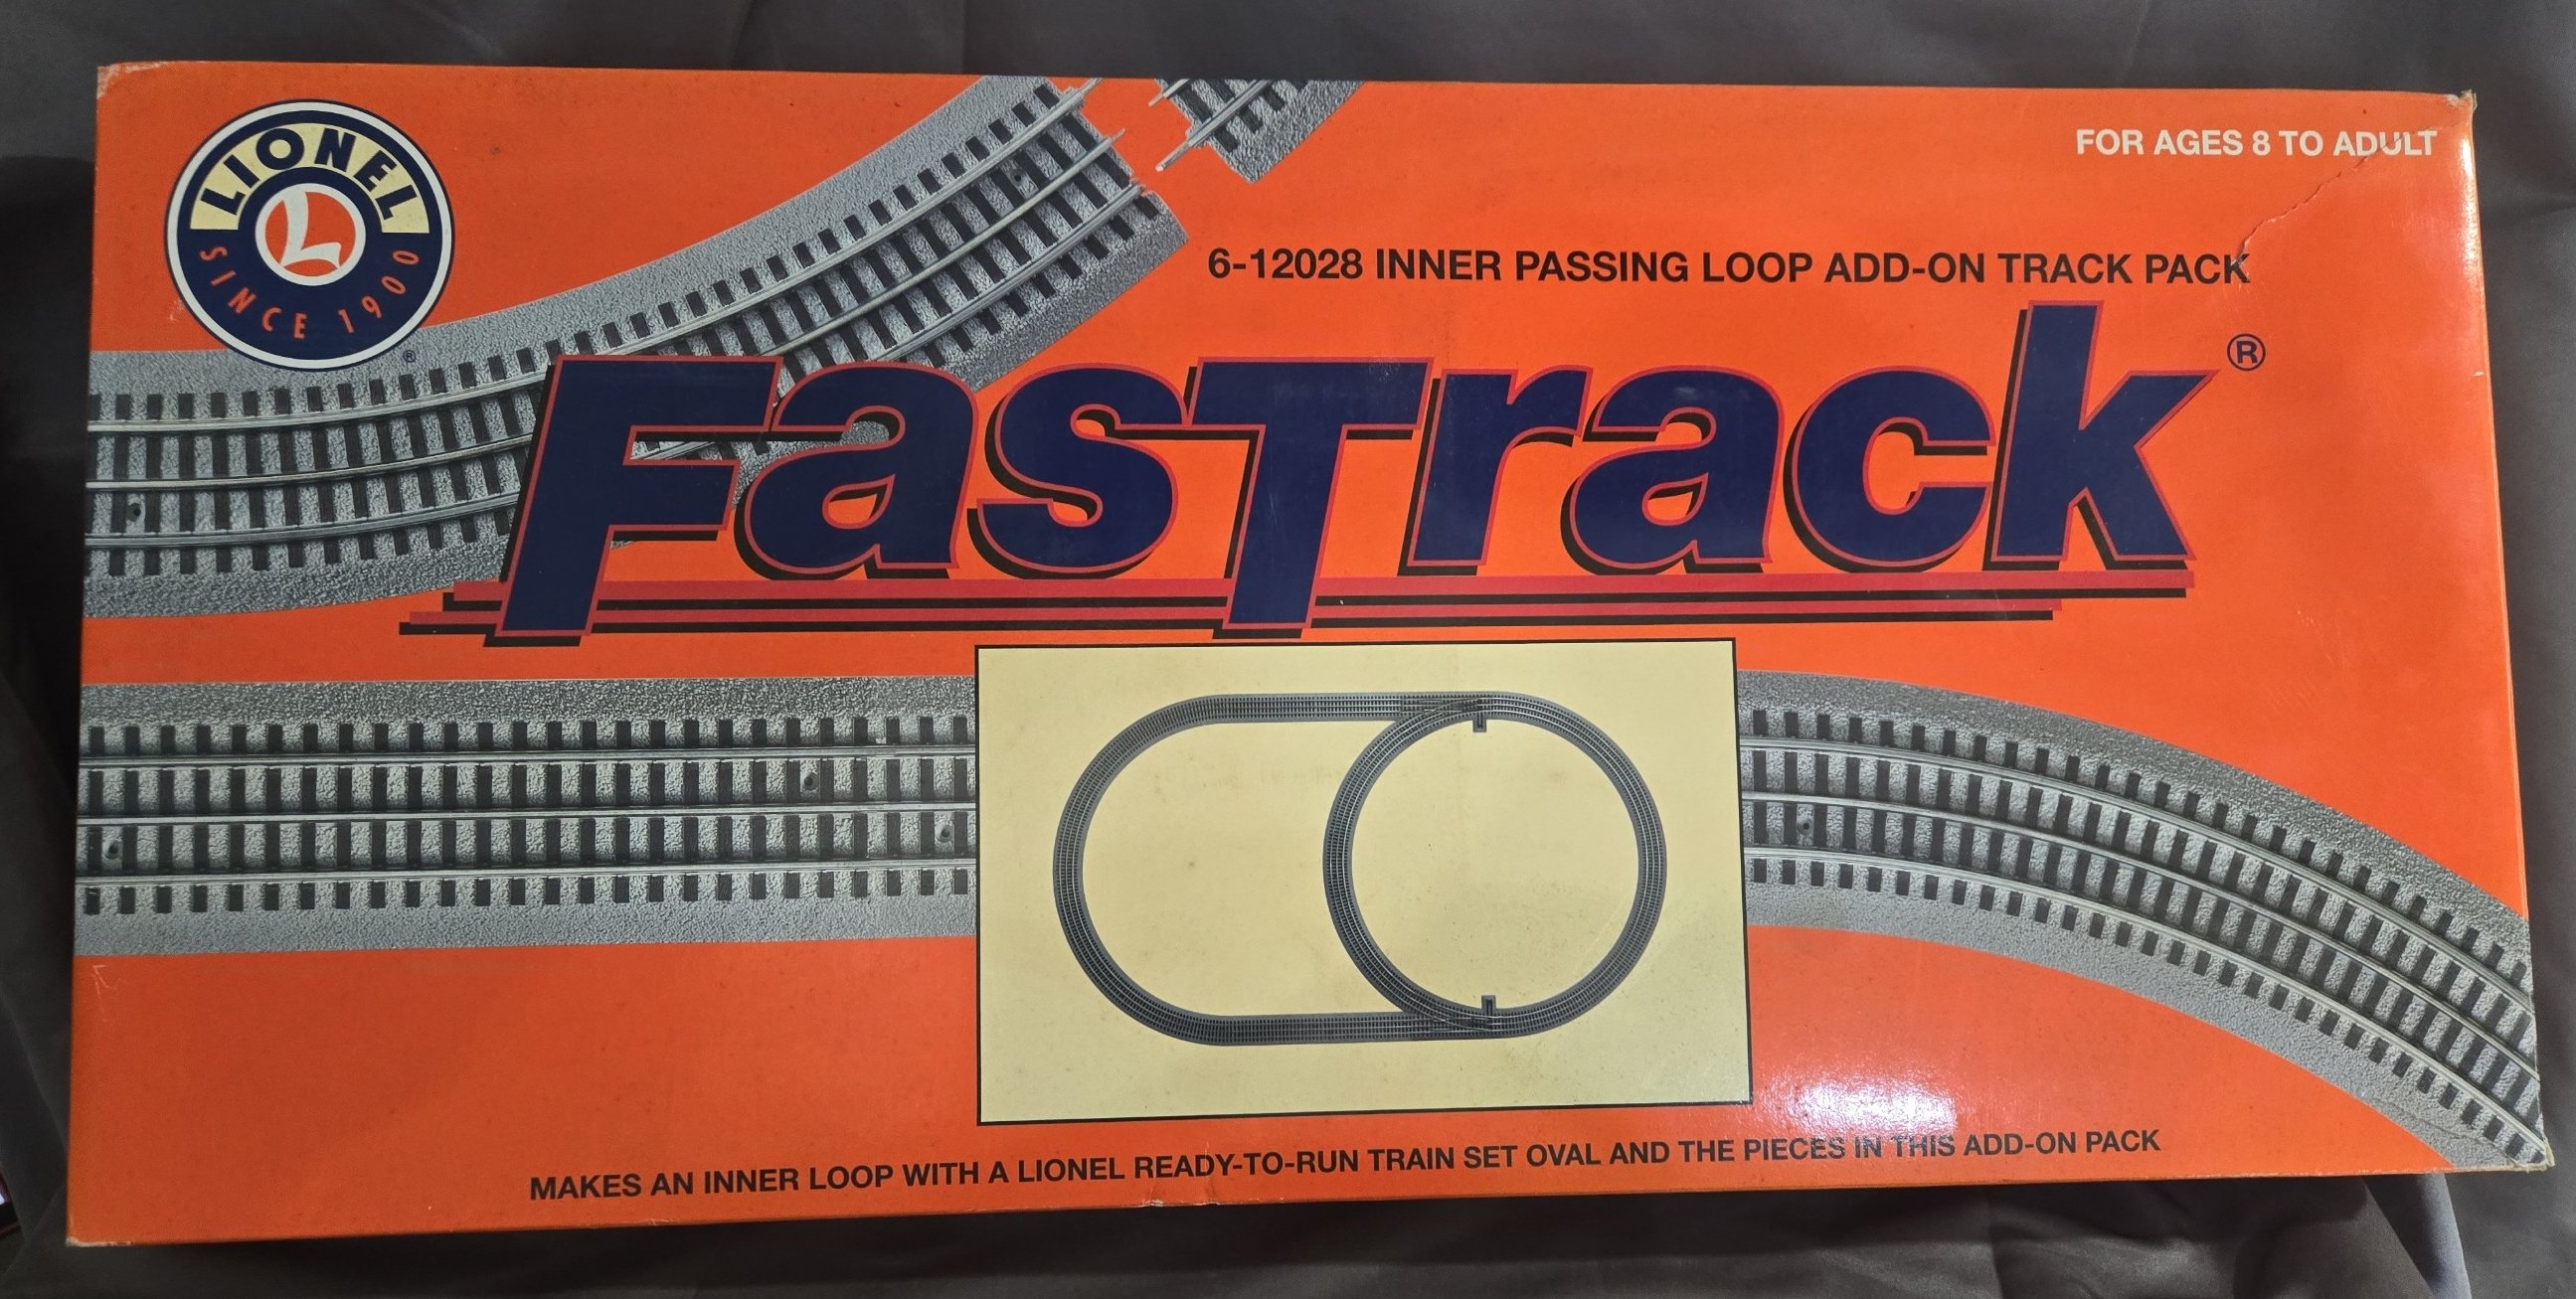 LIONEL
L
SINCE 1900
®
FOR AGES 8 TO ADULT
6-12028 INNER PASSING LOOP ADD-ON TRACK PACK
FasTrack®
MAKES AN INNER LOOP WITH A LIONEL READY-TO-RUN TRAIN SET OVAL AND THE PIECES IN THIS ADD-ON PACK